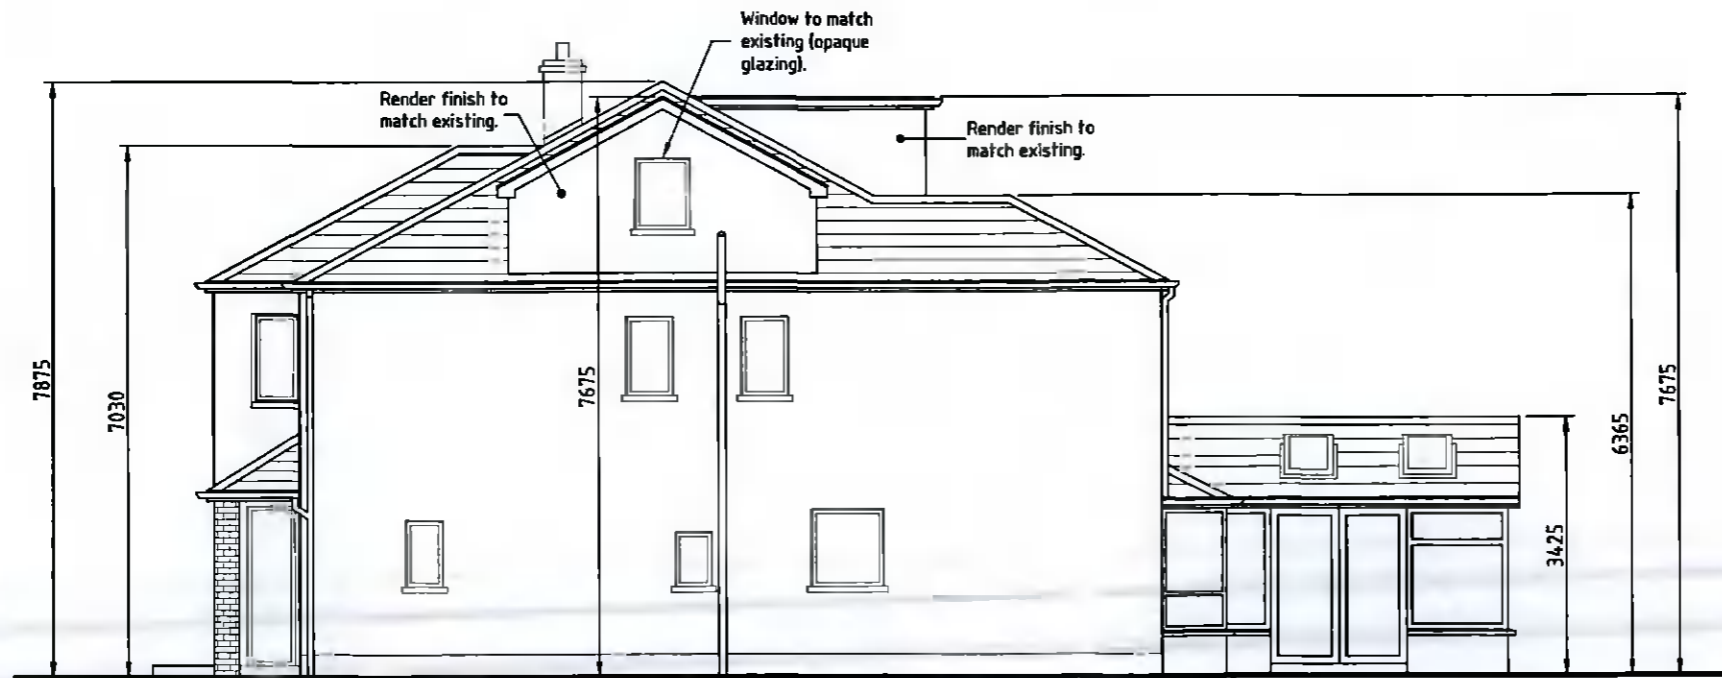 Window to match
existing (opaque
glazing).
Render finish to
match existing.
Render finish to
match existing.
7875
7030
7675
3425
6365
7675